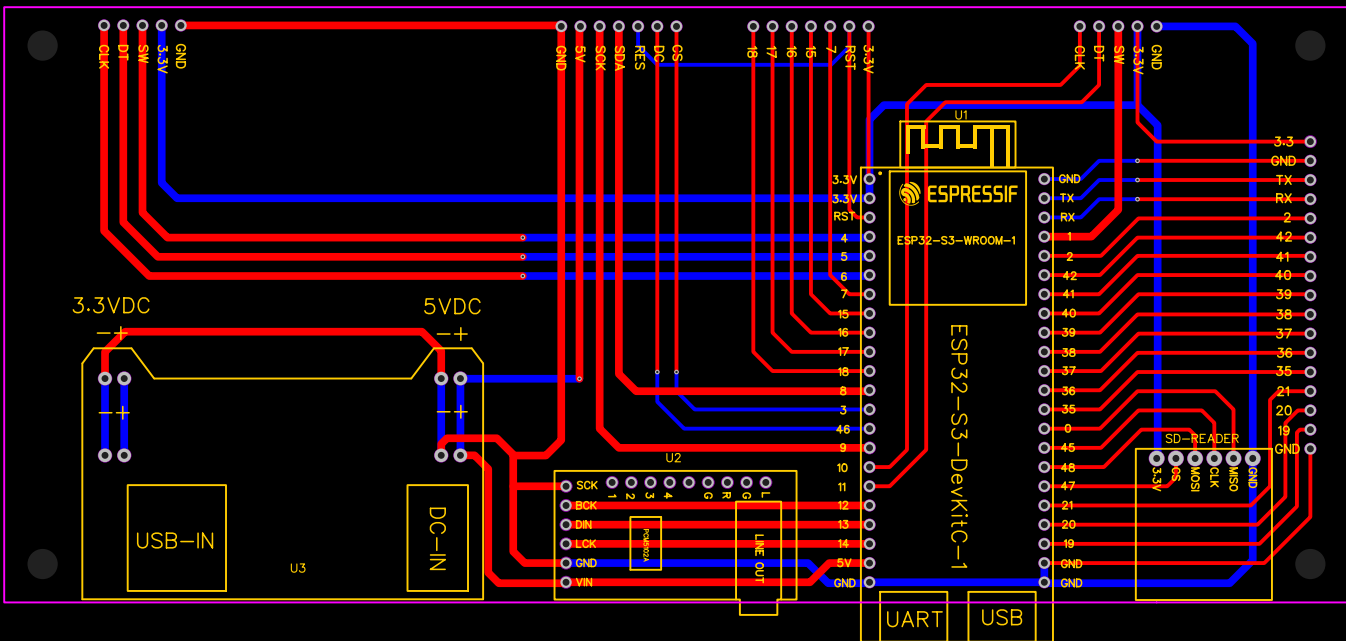 CLK DT SW 3.3V GND
GND 5V SCK SDA RES DC CS
18 17 16 15 7 RST 3.3V
CLK DT SW 3.3V GND
U1
ESPRESSIF
ESP32-S3-WROOM-1
ESP32-S3-DevKitC-1
3.3V
3.3V
RST
4
5
6
7
15
16
17
18
8
3
46
9
10
11
12
13
14
5V
GND
GND
TX
RX
1
2
42
41
40
39
38
37
36
35
0
45
48
47
21
20
19
GND
GND
3.3
GND
TX
RX
2
42
41
40
39
38
37
36
35
21
20
19
GND
3.3VDC
-+
5VDC
-+
-+
-+
USB-IN
DC-IN
U3
U2
SCK
BCK
DIN
LCK
GND
VIN
1 2 3 4 G R G L
PCM5102A
LINE OUT
SD-READER
3.3V CS MOSI CLK MISO GND
UART
USB